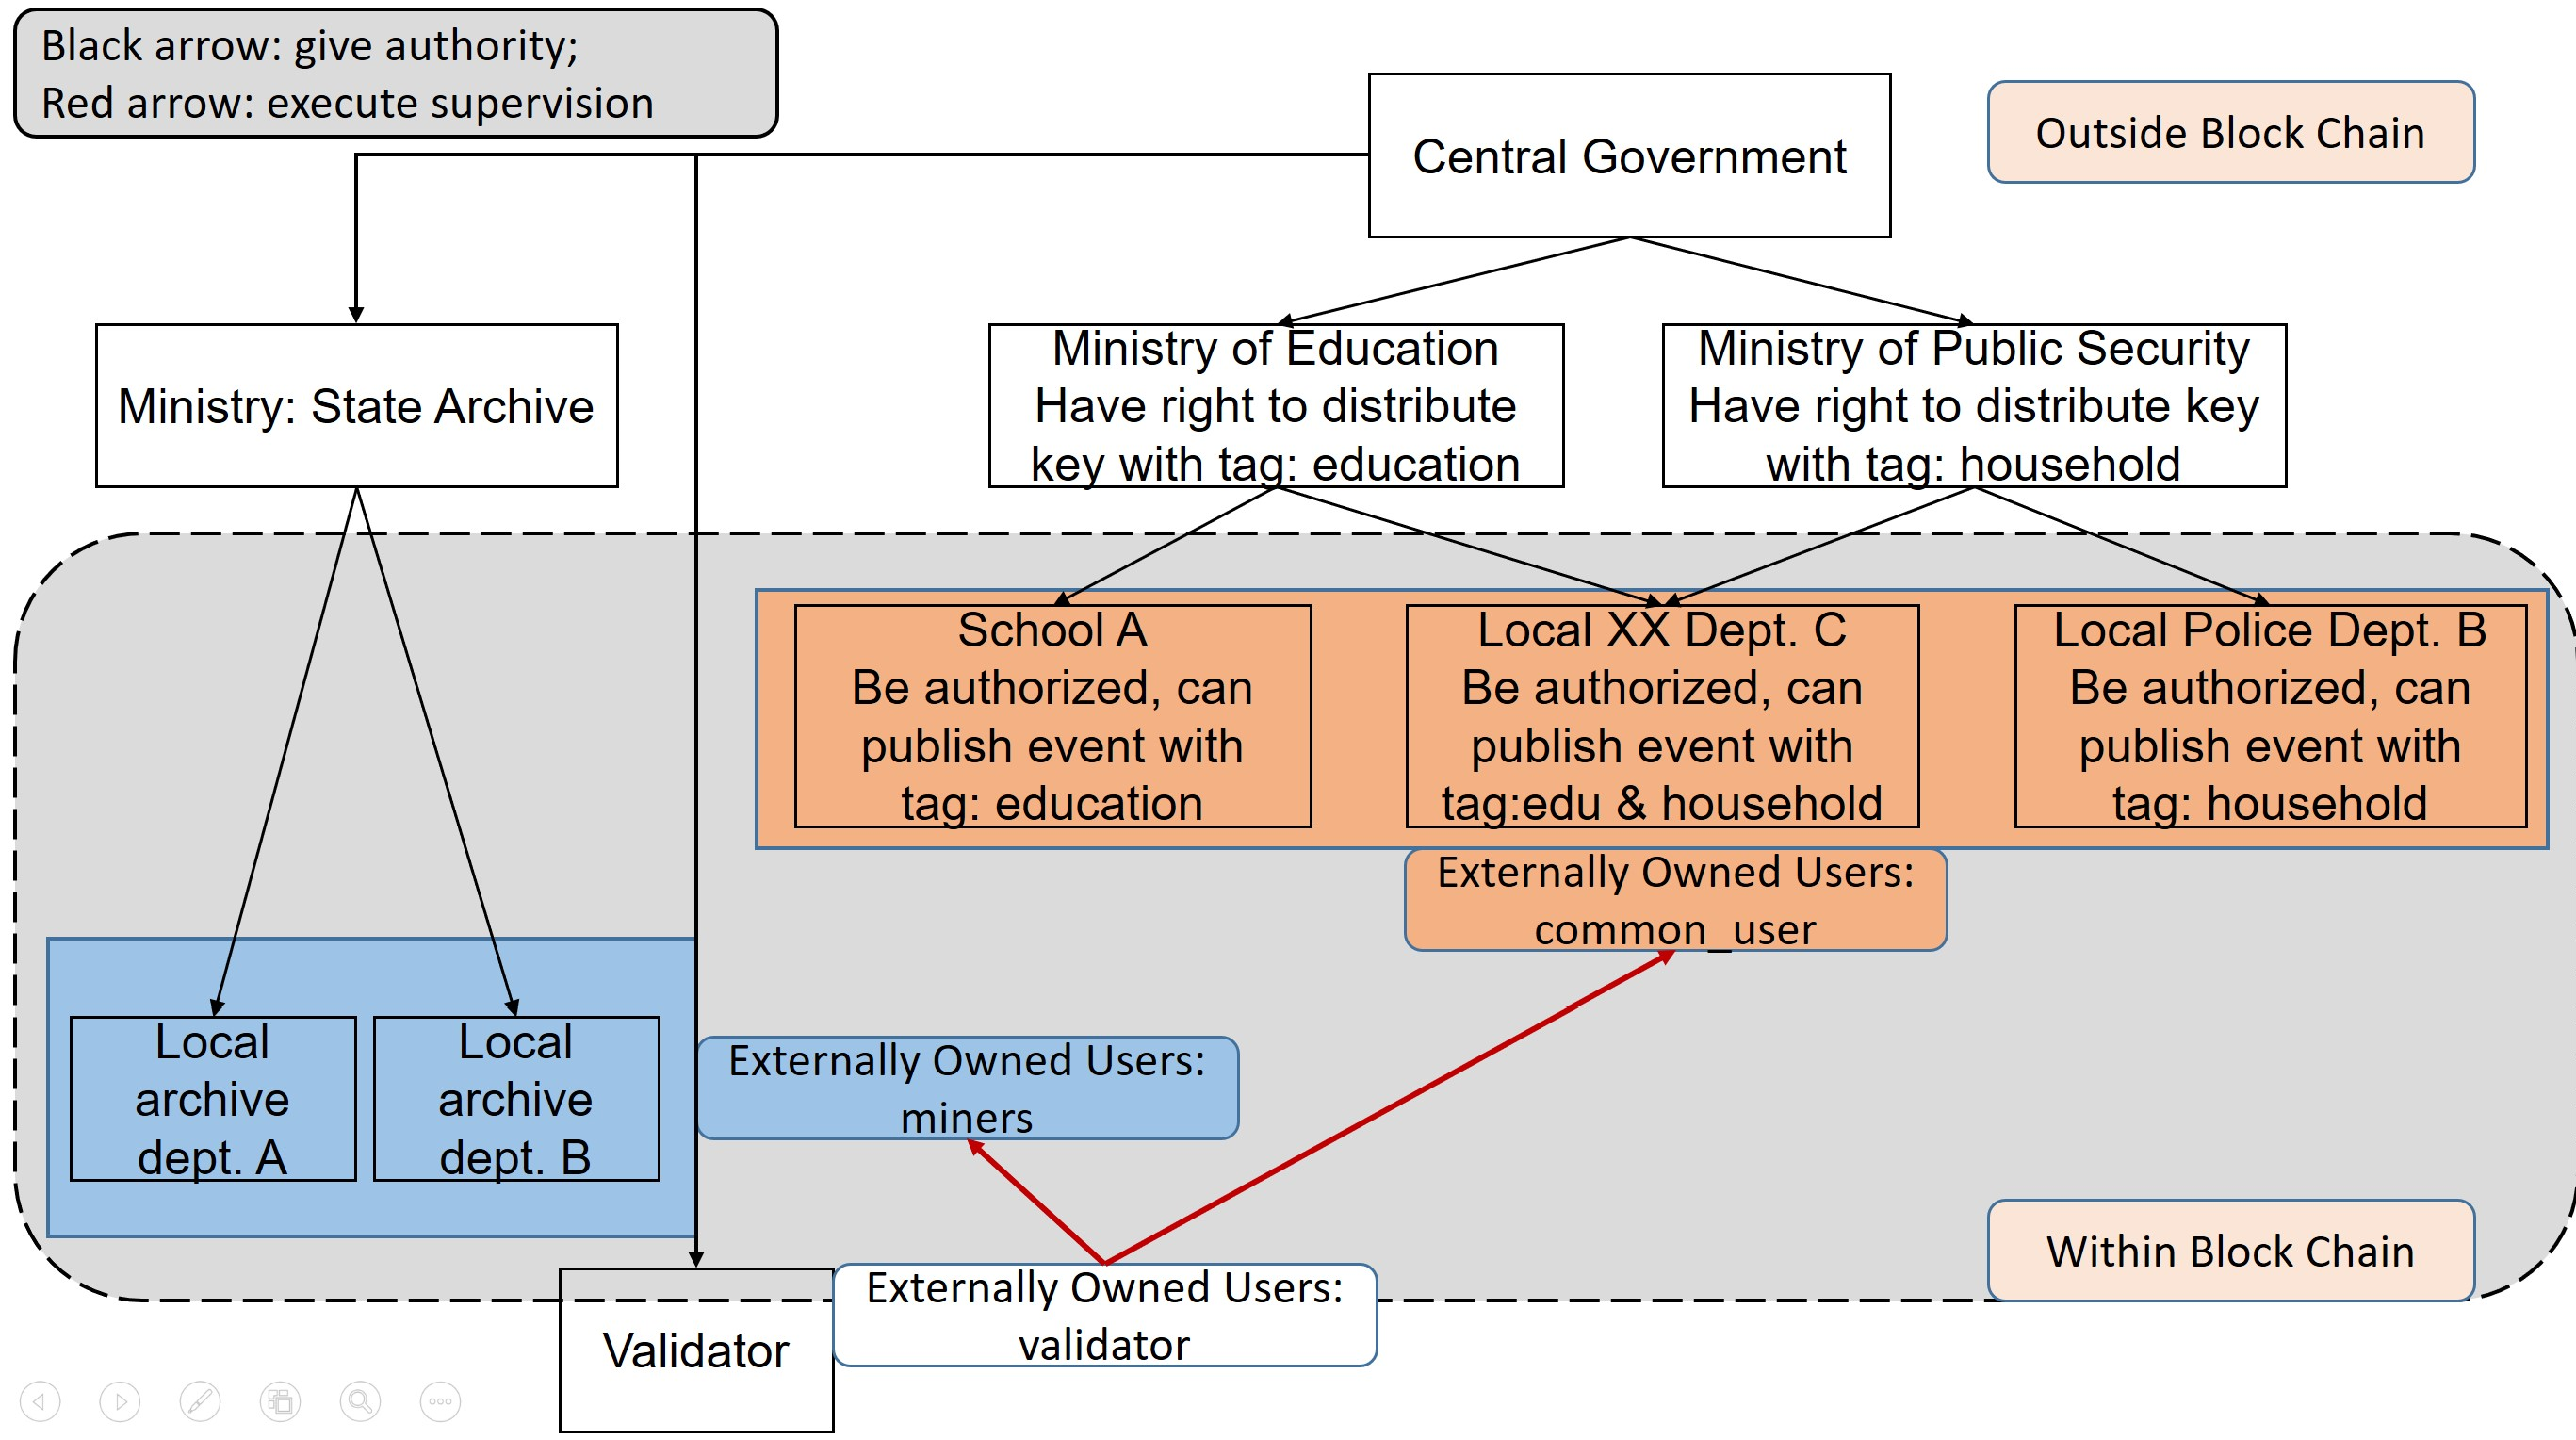 Black arrow: give authority;
Red arrow: execute supervision
Central Government
Outside Block Chain
Ministry: State Archive
Ministry of Education
Have right to distribute
key with tag: education
Ministry of Public Security
Have right to distribute key
with tag: household
School A
Be authorized, can
publish event with
tag: education
Local XX Dept. C
Be authorized, can
publish event with
tag:edu & household
Local Police Dept. B
Be authorized, can
publish event with
tag: household
Externally Owned Users:
common_user
Local
archive
dept. A
Local
archive
dept. B
Externally Owned Users:
miners
Within Block Chain
Validator
Externally Owned Users:
validator